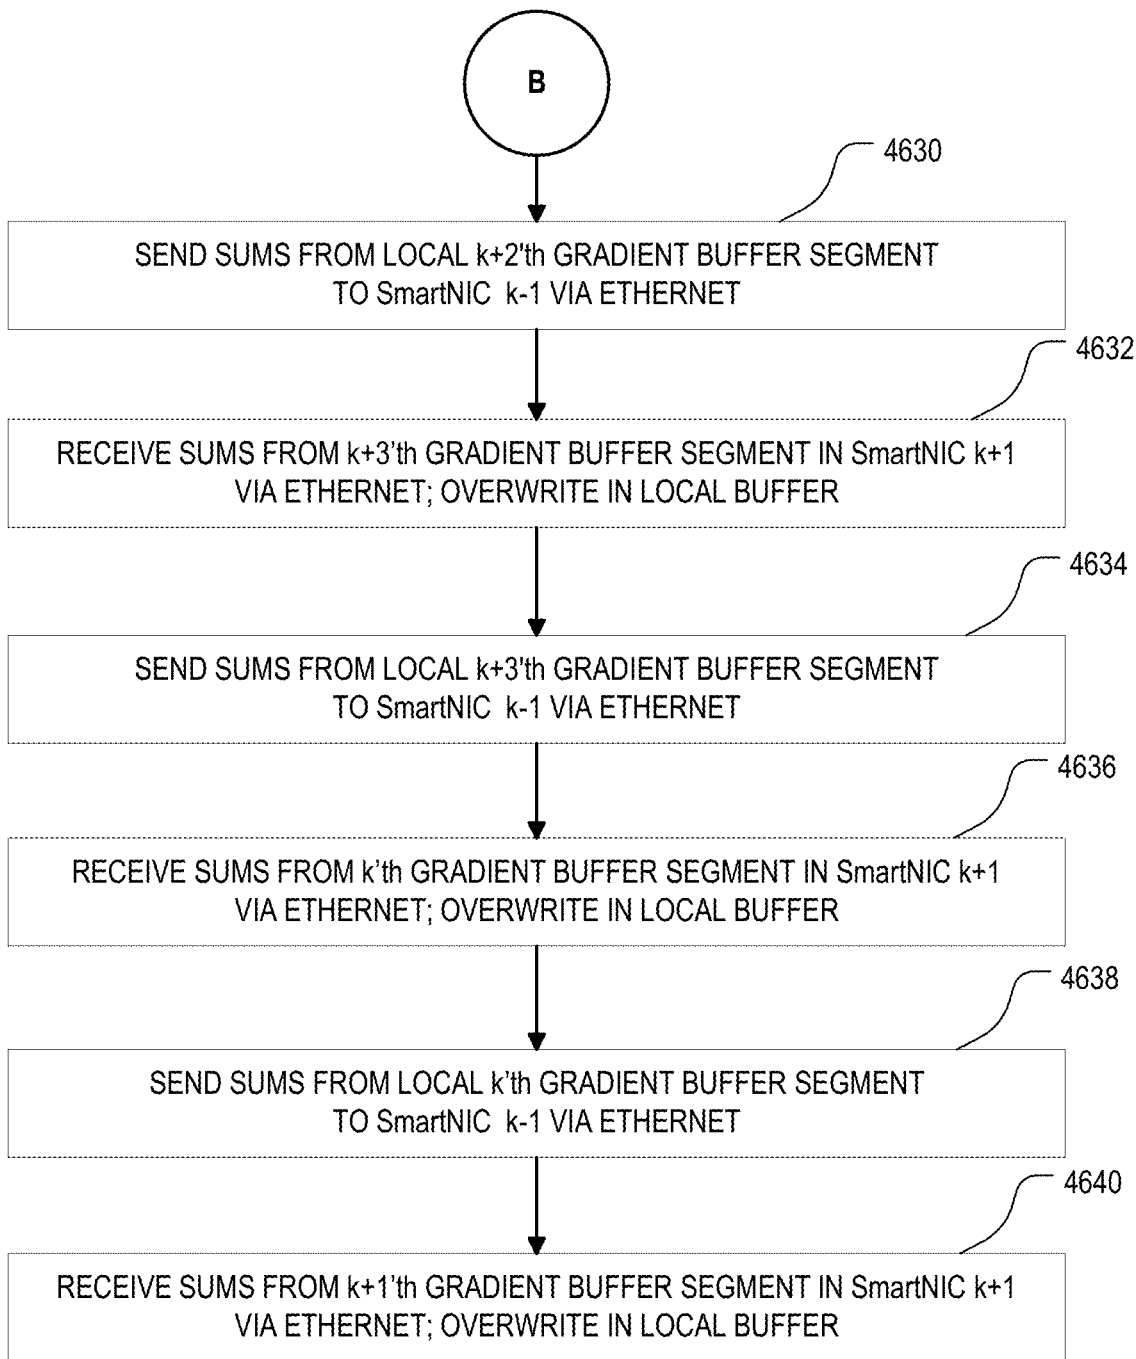 B
4630
SEND SUMS FROM LOCAL k+2'th GRADIENT BUFFER SEGMENT
TO SmartNIC k-1 VIA ETHERNET
4632
RECEIVE SUMS FROM k+3’th GRADIENT BUFFER SEGMENT IN SmartNIC k+1
VIA ETHERNET; OVERWRITE IN LOCAL BUFFER
4634
SEND SUMS FROM LOCAL k+3'th GRADIENT BUFFER SEGMENT
TO SmartNIC k-1 VIA ETHERNET
4636
RECEIVE SUMS FROM k’th GRADIENT BUFFER SEGMENT IN SmartNIC k+1
VIA ETHERNET; OVERWRITE IN LOCAL BUFFER
4638
SEND SUMS FROM LOCAL k'th GRADIENT BUFFER SEGMENT
TO SmartNIC k-1 VIA ETHERNET
4640
RECEIVE SUMS FROM k+1’th GRADIENT BUFFER SEGMENT IN SmartNIC k+1
VIA ETHERNET; OVERWRITE IN LOCAL BUFFER